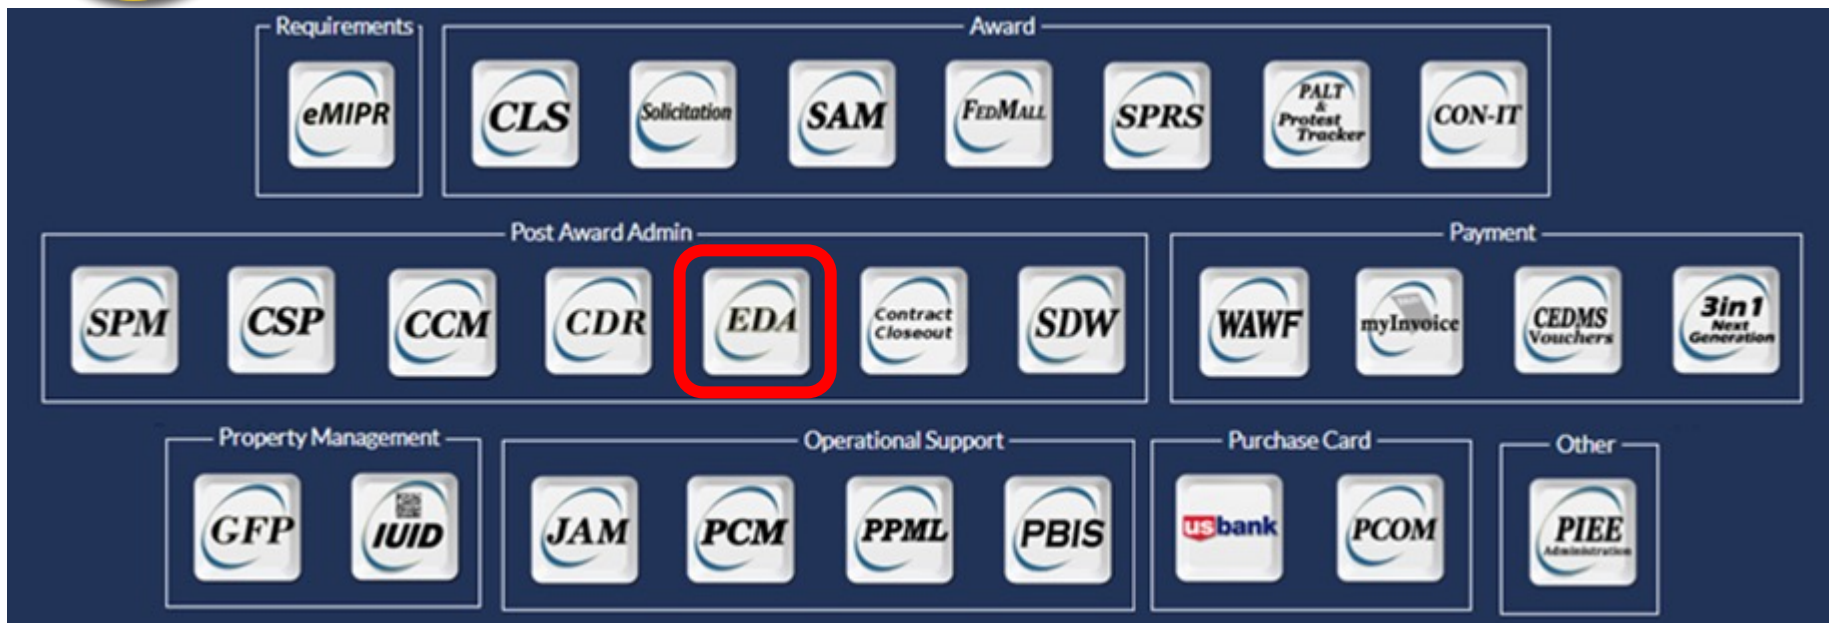 Requirements
Award
eMIPR
CLS
Solicitation
SAM
FEDMALL
SPRS
PALT
&
Protest
Tracker
CON-IT
Post Award Admin
Payment
SPM
CSP
CCM
CDR
EDA
Contract
Closeout
SDW
WAWF
myInvoice
CEDMS
Vouchers
3in1
Next
Generation
Property Management
Operational Support
Purchase Card
Other
GFP
IUID
JAM
PCM
PPML
PBIS
usbank
PCOM
PIEE
Administration